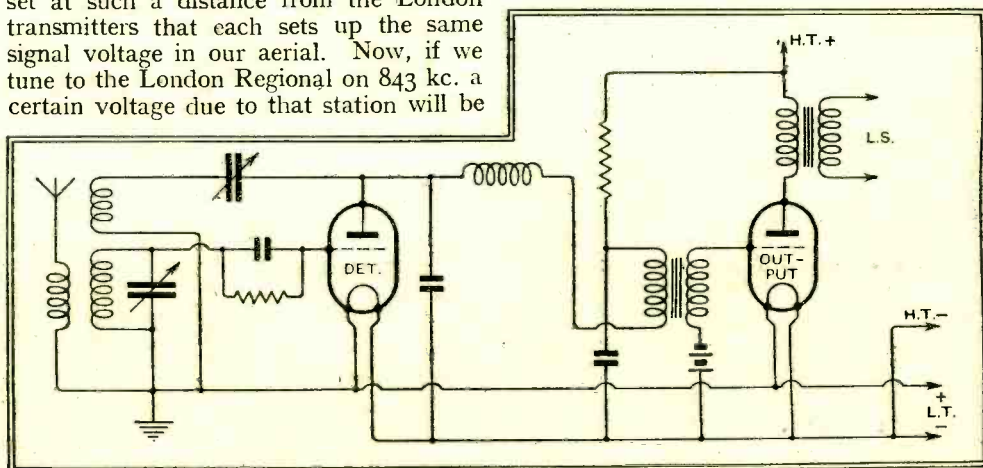 set at such a distance from the London
transmitters that each sets up the same
signal voltage in our aerial. Now, if we
tune to the London Regional on 843 kc. a
certain voltage due to that station will be
H.T.+
L.S.
DET.
OUT-
PUT
H.T.-
+
L.T.
-